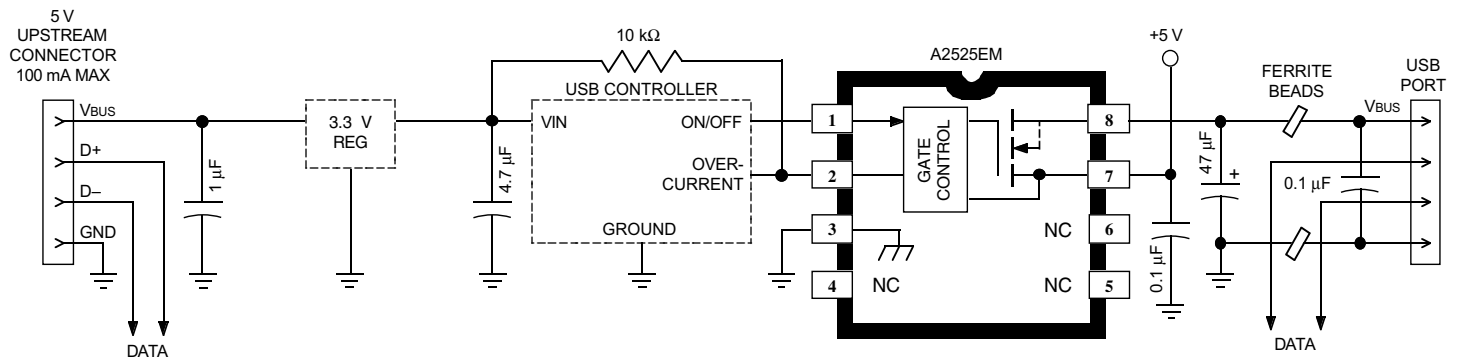 5 V
UPSTREAM
CONNECTOR
100 mA MAX
VBUS
D+
D–
GND
DATA
1 µF
3.3 V
REG
4.7 µF
10 kΩ
USB CONTROLLER
VIN
ON/OFF
OVER-
CURRENT
GROUND
A2525EM
1
2
3
4
NC
GATE
CONTROL
8
7
NC
6
NC
5
+5 V
0.1 µF
47 µF
+
FERRITE
BEADS
0.1 µF
VBUS
USB
PORT
DATA